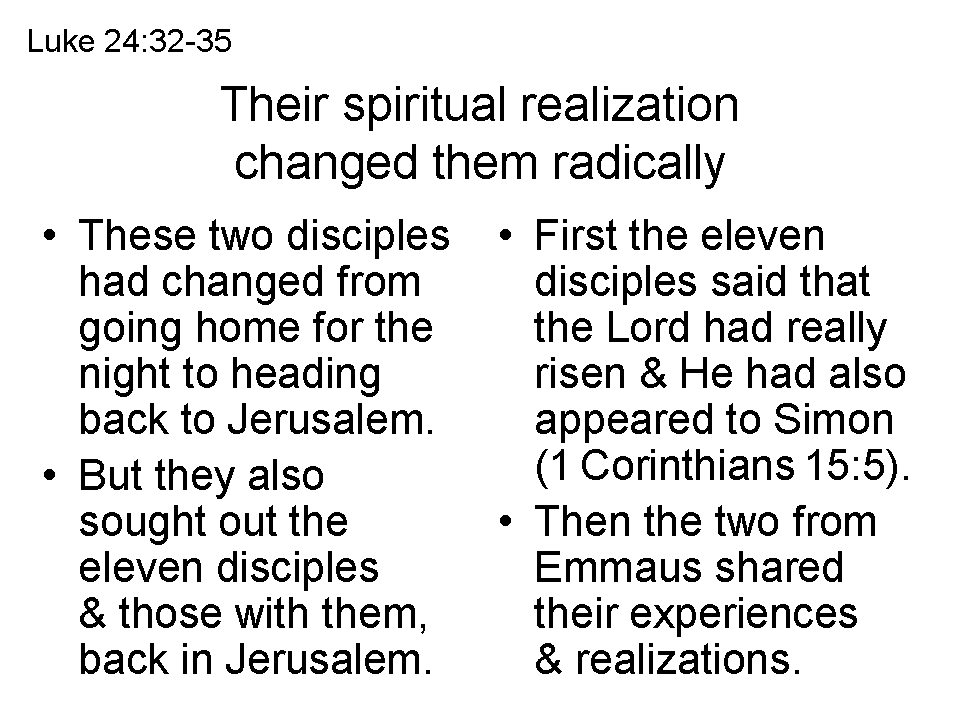 Luke 24:32-35
Their spiritual realization
changed them radically
• These two disciples
had changed from
going home for the
night to heading
back to Jerusalem.
• But they also
sought out the
eleven disciples
& those with them,
back in Jerusalem.
• First the eleven
disciples said that
the Lord had really
risen & He had also
appeared to Simon
(1 Corinthians 15:5).
• Then the two from
Emmaus shared
their experiences
& realizations.